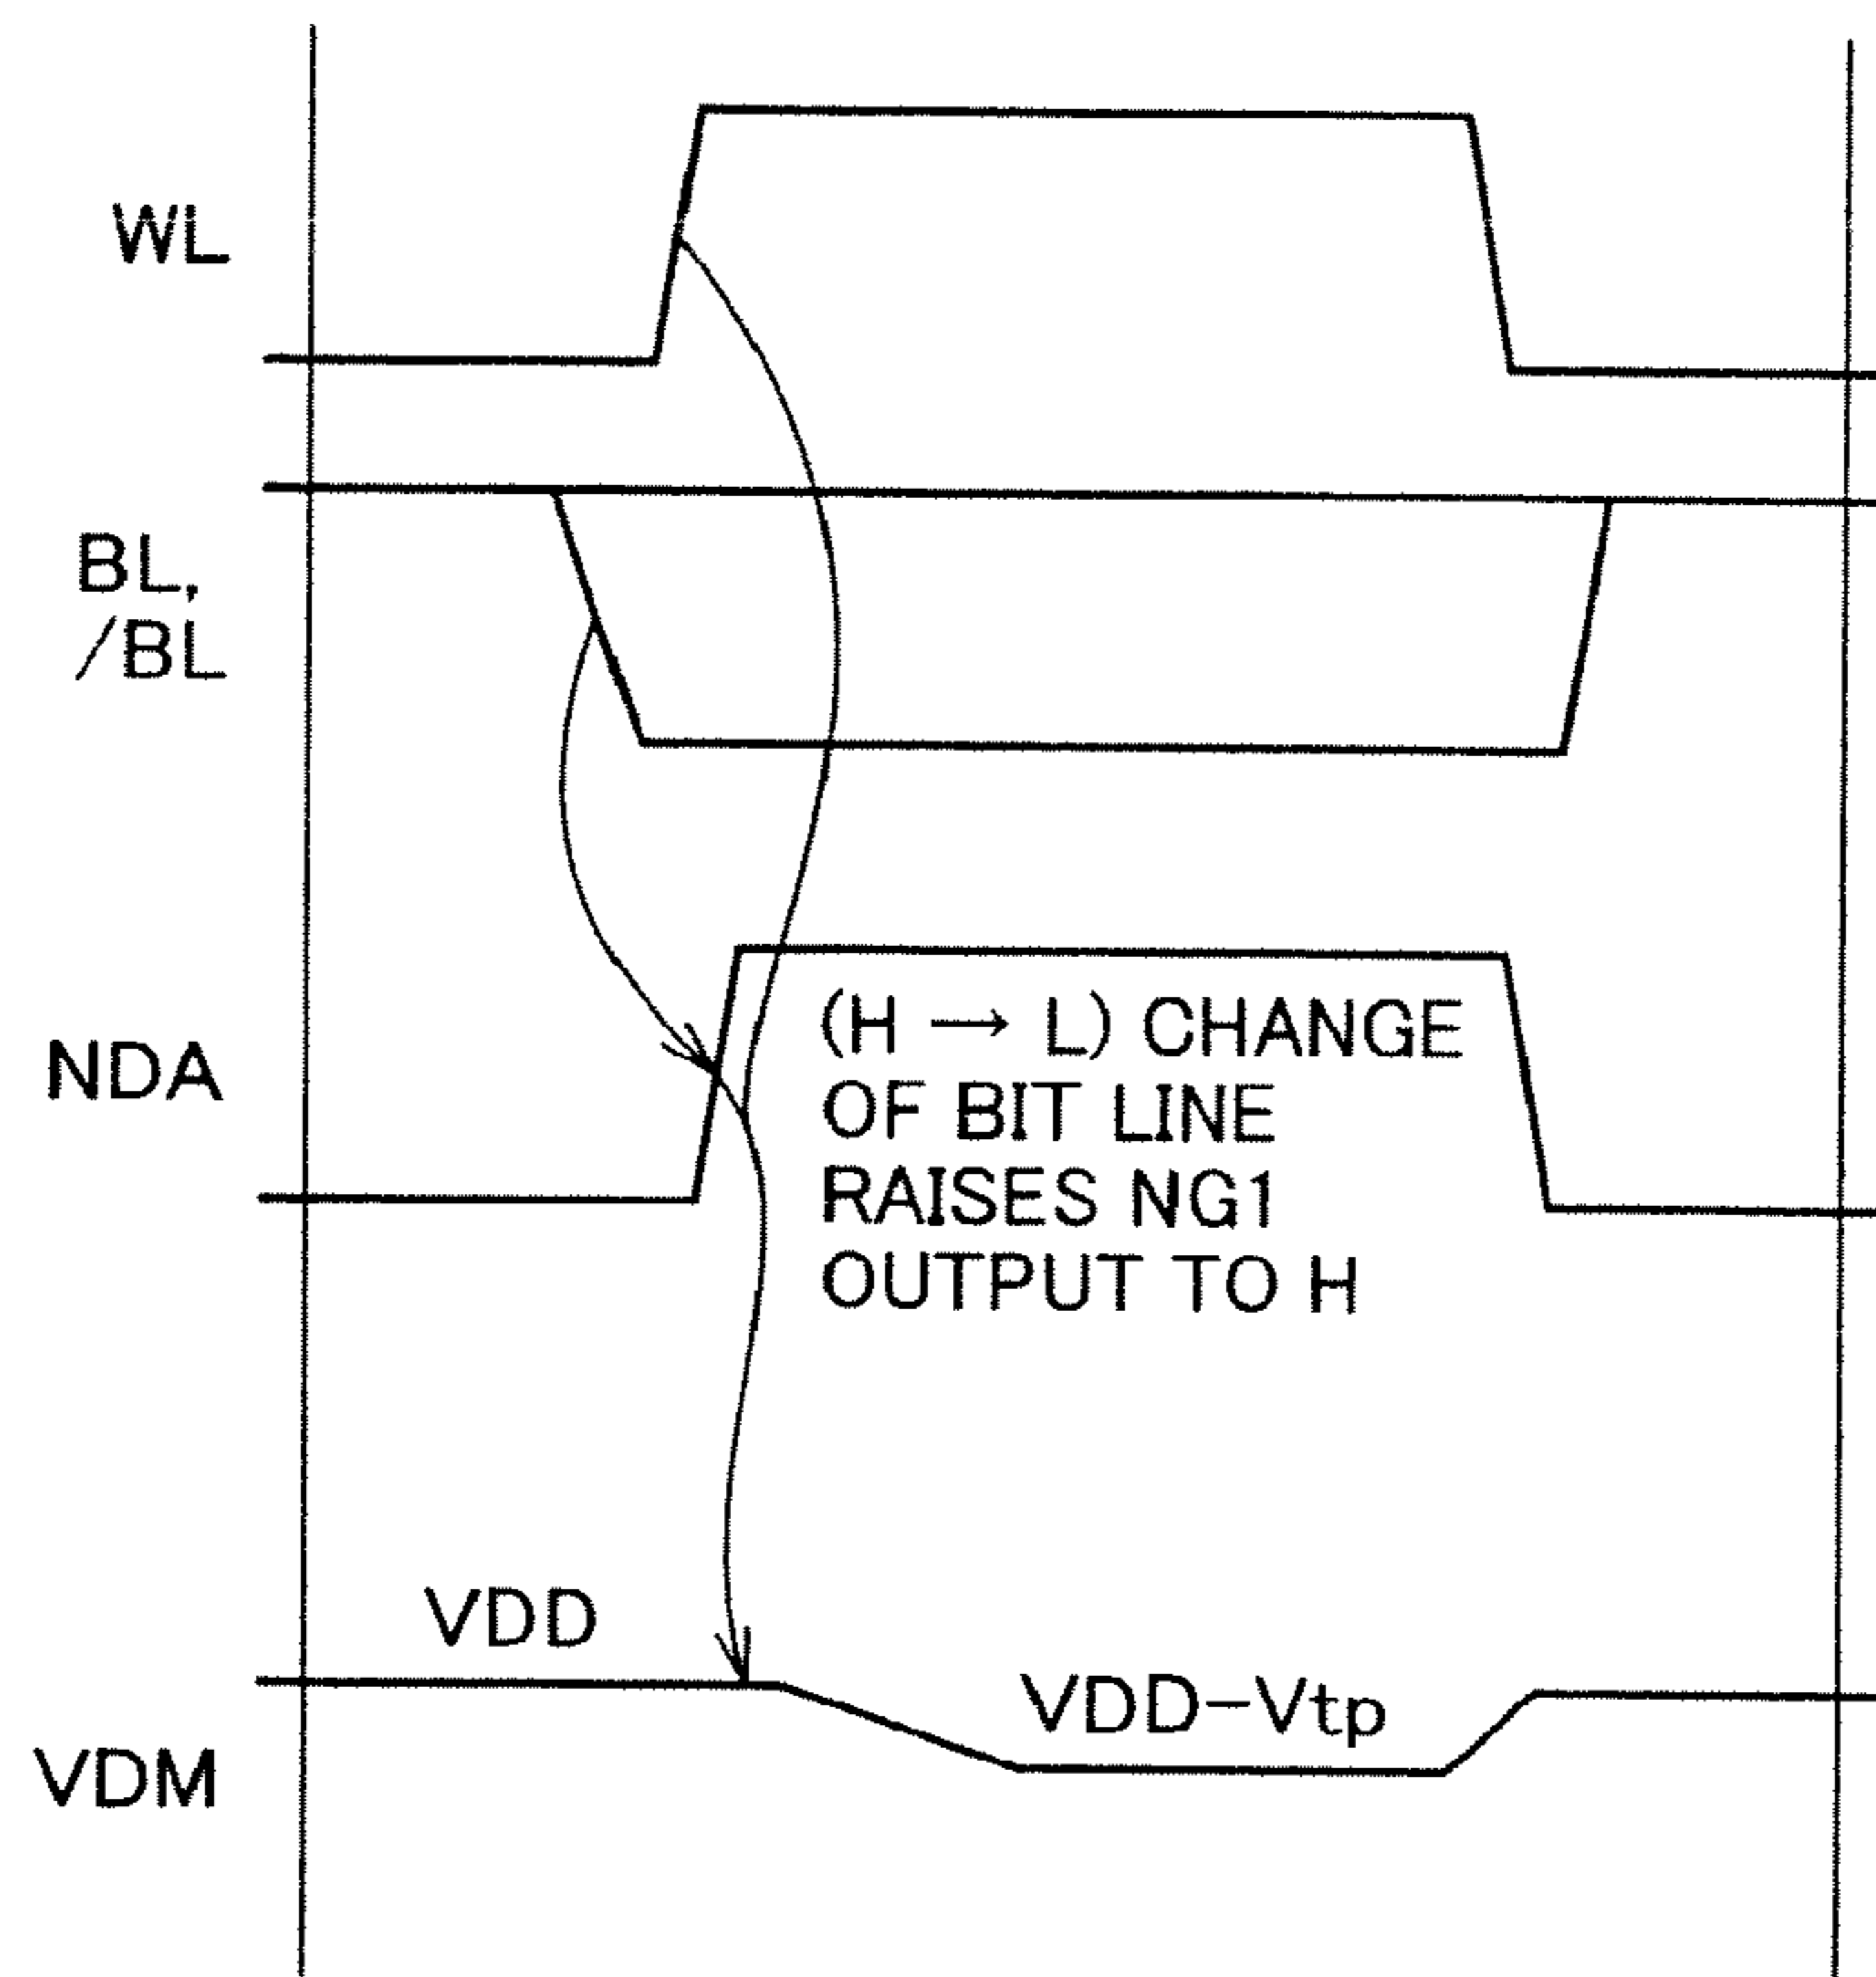 WL
BL,
/BL
NDA
(H → L) CHANGE
OF BIT LINE
RAISES NG1
OUTPUT TO H
VDD
VDD-Vtp
VDM